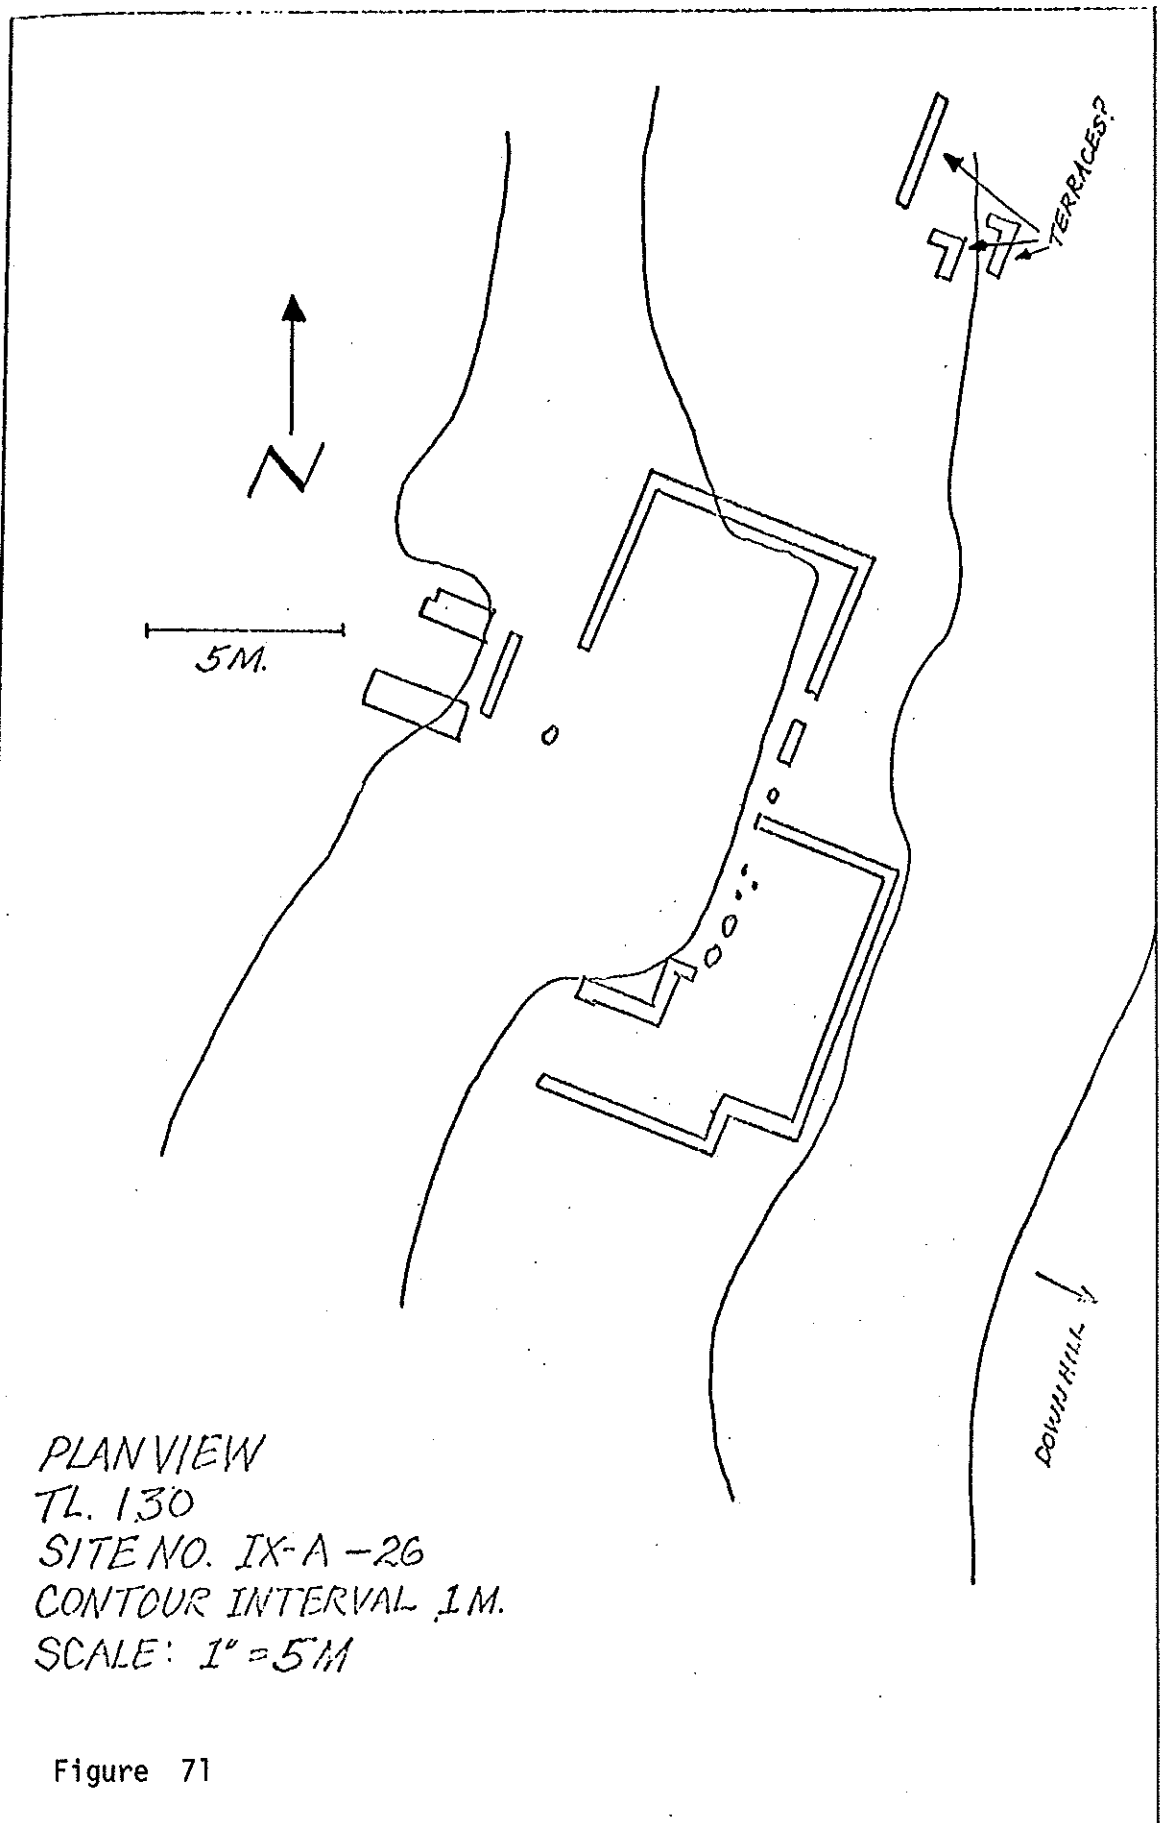 TERRACES?
N
5M.
DOWNHILL
PLAN VIEW
TL. 130
SITE NO. IX-A-26
CONTOUR INTERVAL 1M.
SCALE: 1" = 5M
Figure 71